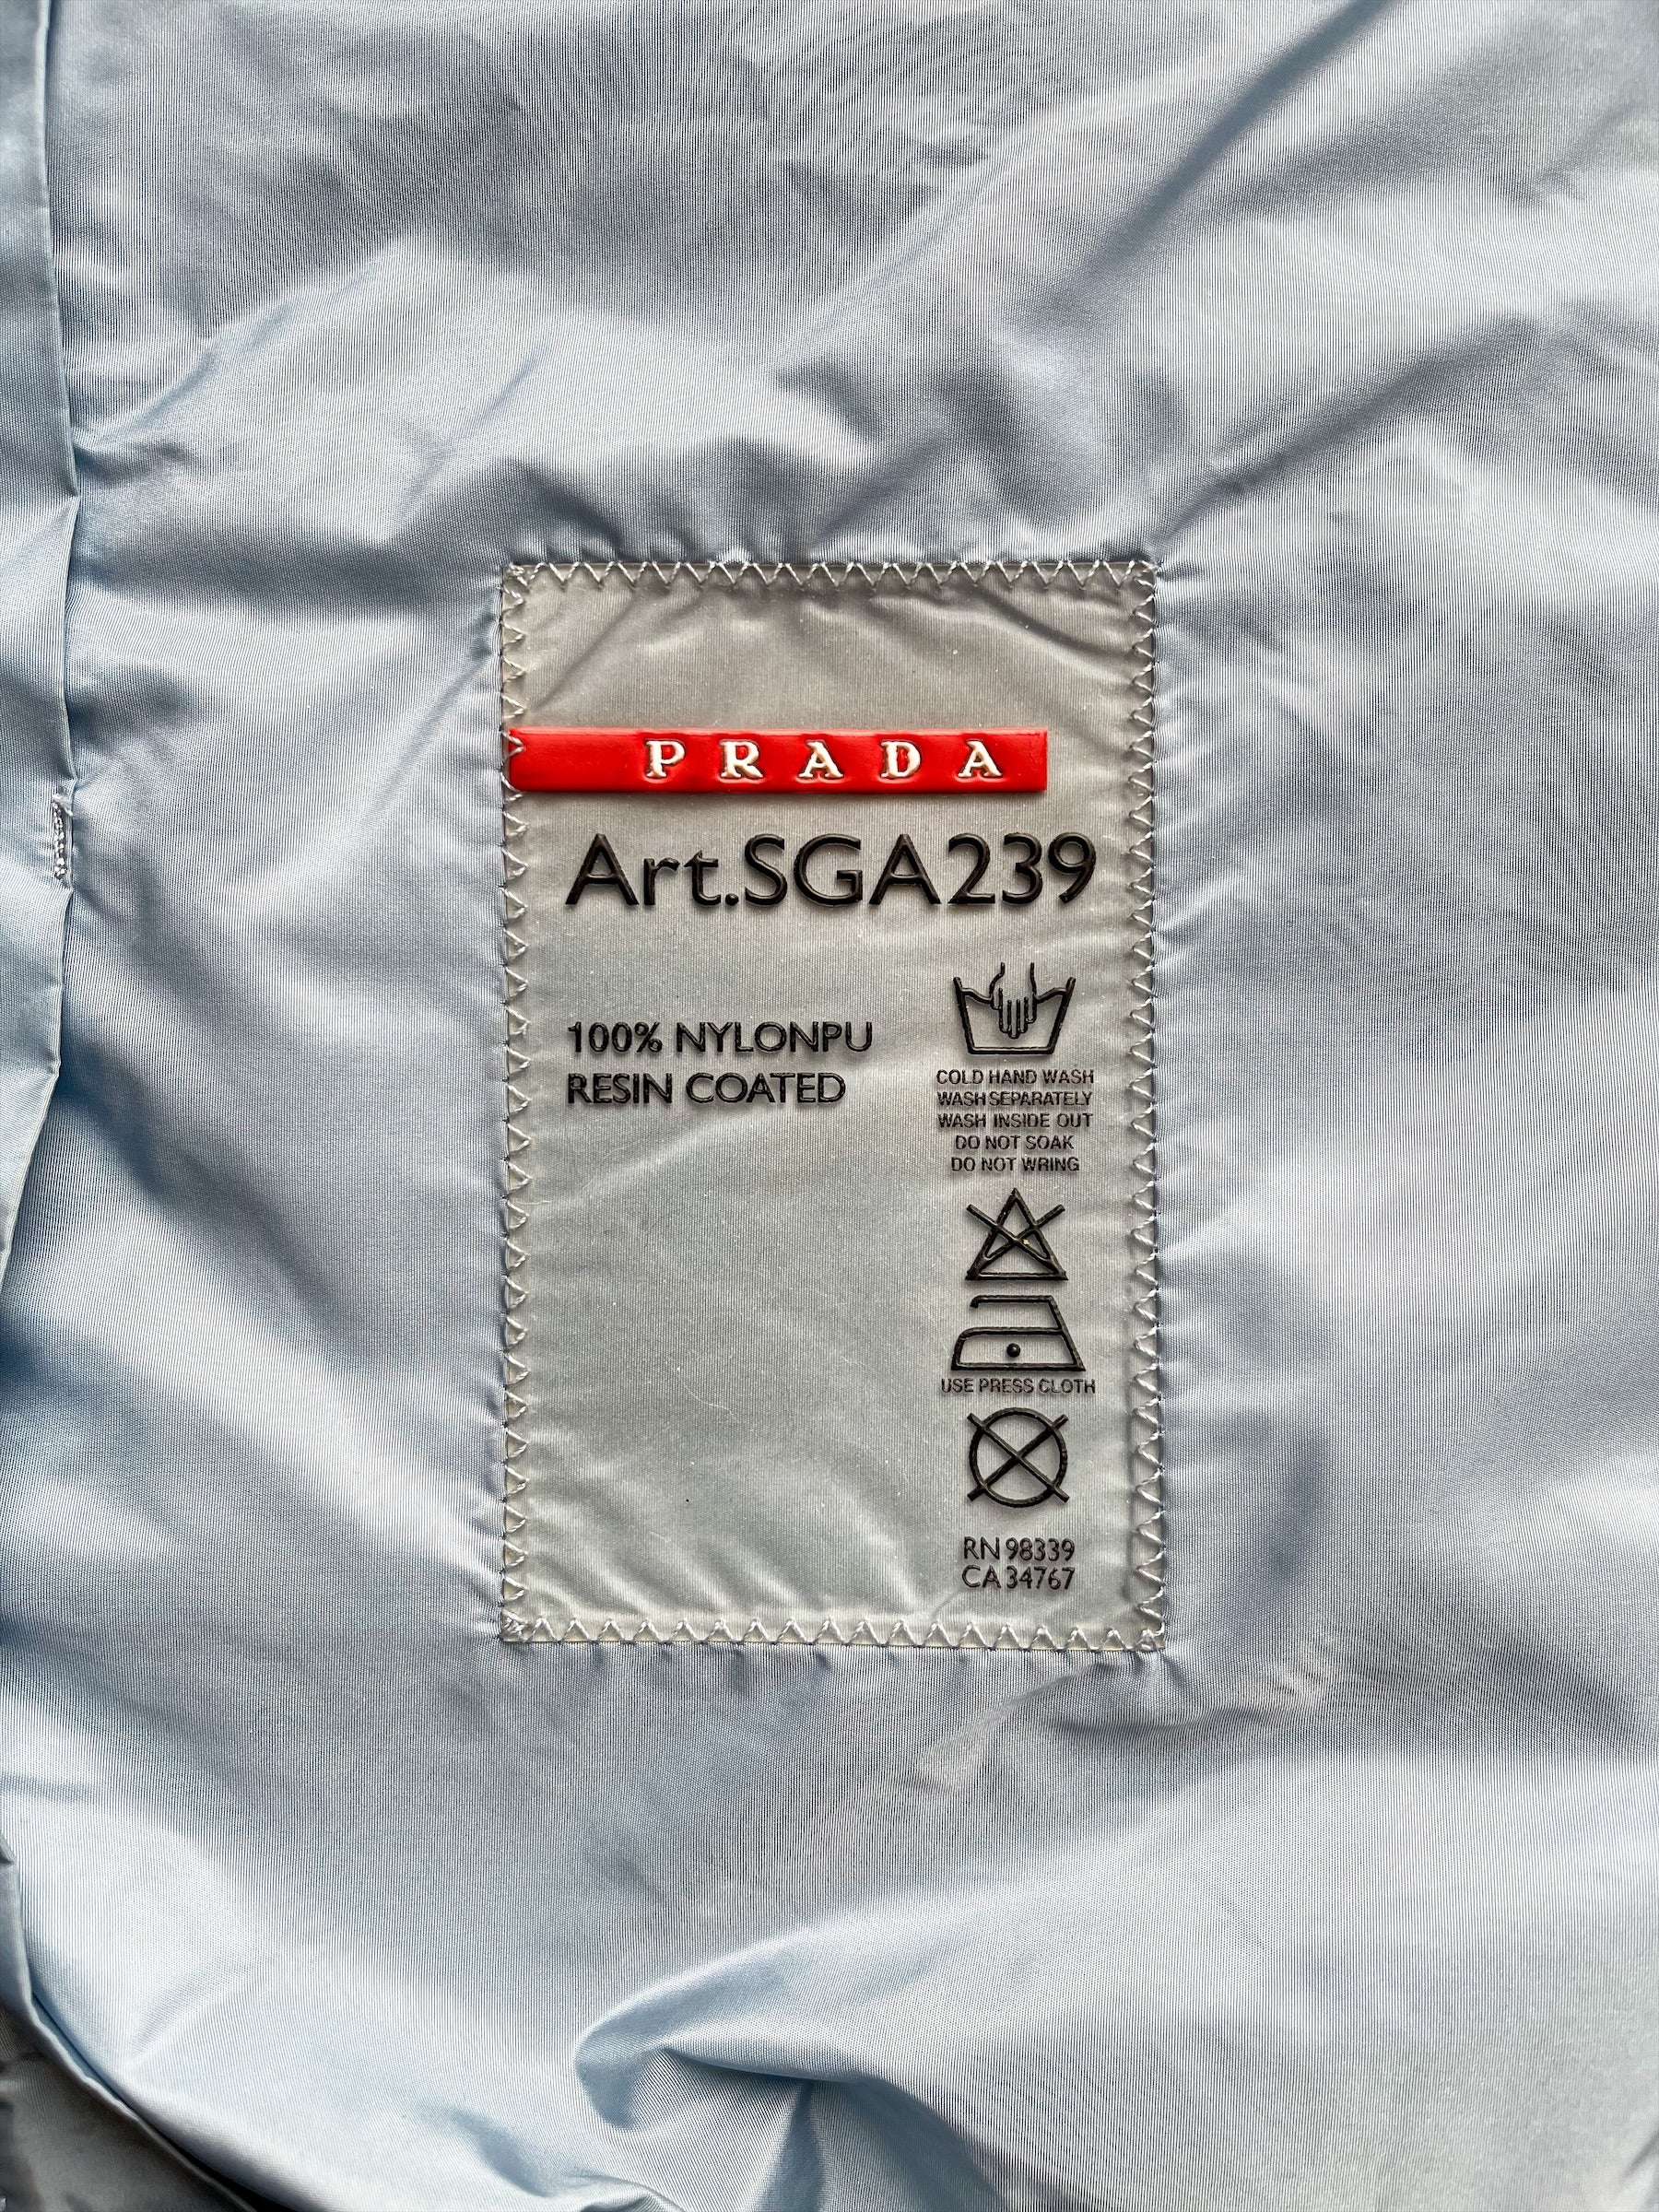 PRADA
Art.SGA239
100% NYLONPU
RESIN COATED
COLD HAND WASH
WASH SEPARATELY
WASH INSIDE OUT
DO NOT SOAK
DO NOT WRING
USE PRESS CLOTH
RN 98339
CA 34767